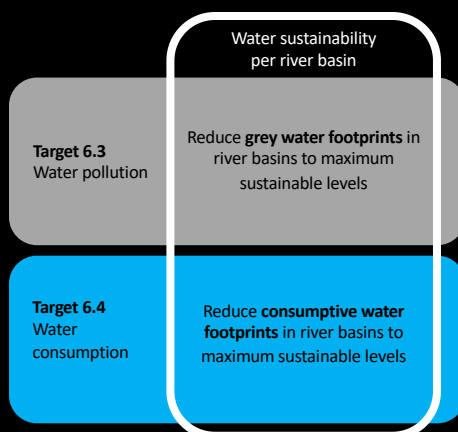 Water sustainability
per river basin
Target 6.3
Water pollution
Reduce grey water footprints in
river basins to maximum
sustainable levels
Target 6.4
Water
consumption
Reduce consumptive water
footprints in river basins to
maximum sustainable levels